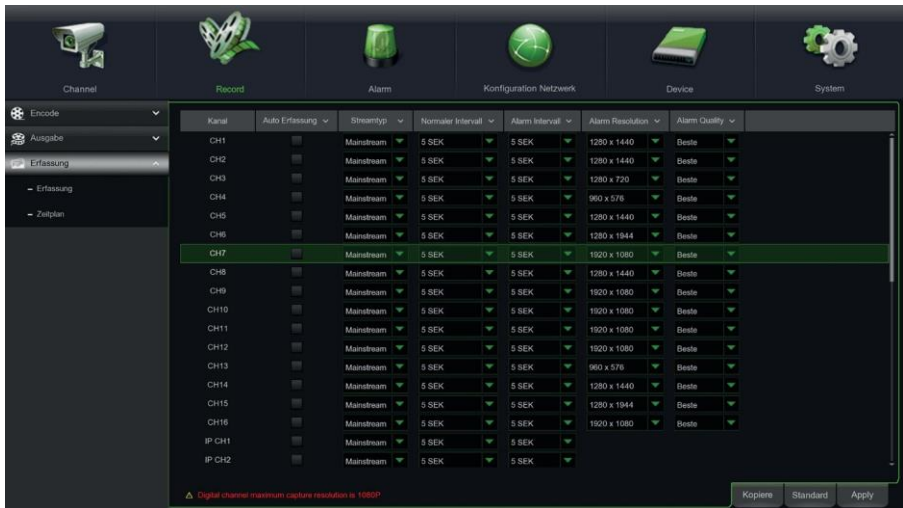 Channel Record Alarm Konfiguration Netzwerk Device System
Encode
Ausgabe
Erfassung
– Erfassung
– Zeitplan
Kanal Auto Erfassung Streamtyp Normaler Intervall Alarm Intervall Alarm Resolution Alarm Quality
CH1 Mainstream 5 SEK 5 SEK 1280 x 1440 Beste
CH2 Mainstream 5 SEK 5 SEK 1280 x 1440 Beste
CH3 Mainstream 5 SEK 5 SEK 1280 x 720 Beste
CH4 Mainstream 5 SEK 5 SEK 960 x 576 Beste
CH5 Mainstream 5 SEK 5 SEK 1280 x 1440 Beste
CH6 Mainstream 5 SEK 5 SEK 1280 x 1944 Beste
CH7 Mainstream 5 SEK 5 SEK 1920 x 1080 Beste
CH8 Mainstream 5 SEK 5 SEK 1280 x 1440 Beste
CH9 Mainstream 5 SEK 5 SEK 1920 x 1080 Beste
CH10 Mainstream 5 SEK 5 SEK 1920 x 1080 Beste
CH11 Mainstream 5 SEK 5 SEK 1920 x 1080 Beste
CH12 Mainstream 5 SEK 5 SEK 1920 x 1080 Beste
CH13 Mainstream 5 SEK 5 SEK 960 x 576 Beste
CH14 Mainstream 5 SEK 5 SEK 1280 x 1440 Beste
CH15 Mainstream 5 SEK 5 SEK 1280 x 1944 Beste
CH16 Mainstream 5 SEK 5 SEK 1920 x 1080 Beste
IP CH1 Mainstream 5 SEK 5 SEK
IP CH2 Mainstream 5 SEK 5 SEK
Digital channel maximum capture resolution is 1080P
Kopiere Standard Apply